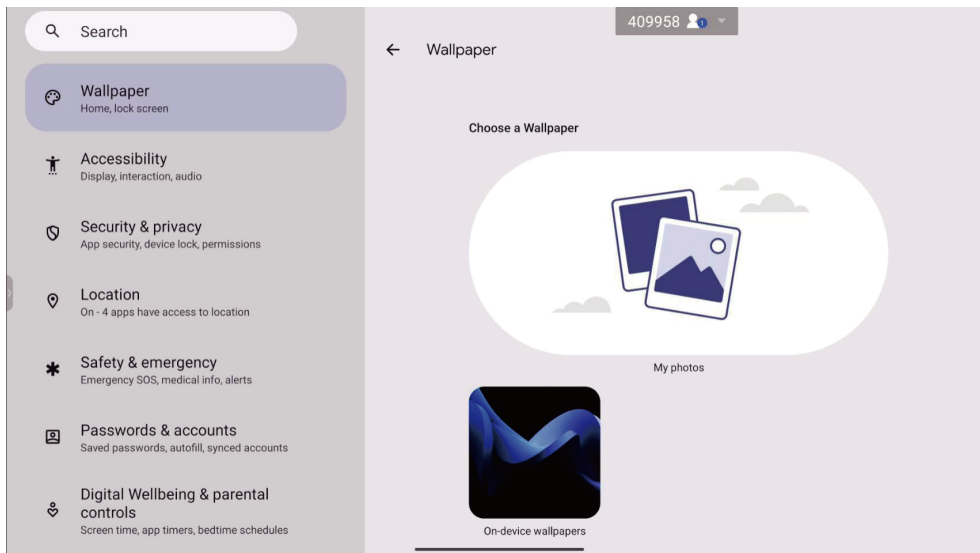 Search
Wallpaper
Home, lock screen
Accessibility
Display, interaction, audio
Security & privacy
App security, device lock, permissions
Location
On - 4 apps have access to location
Safety & emergency
Emergency SOS, medical info, alerts
Passwords & accounts
Saved passwords, autofill, synced accounts
Digital Wellbeing & parental
controls
Screen time, app timers, bedtime schedules
409958 1
Wallpaper
Choose a Wallpaper
My photos
On-device wallpapers